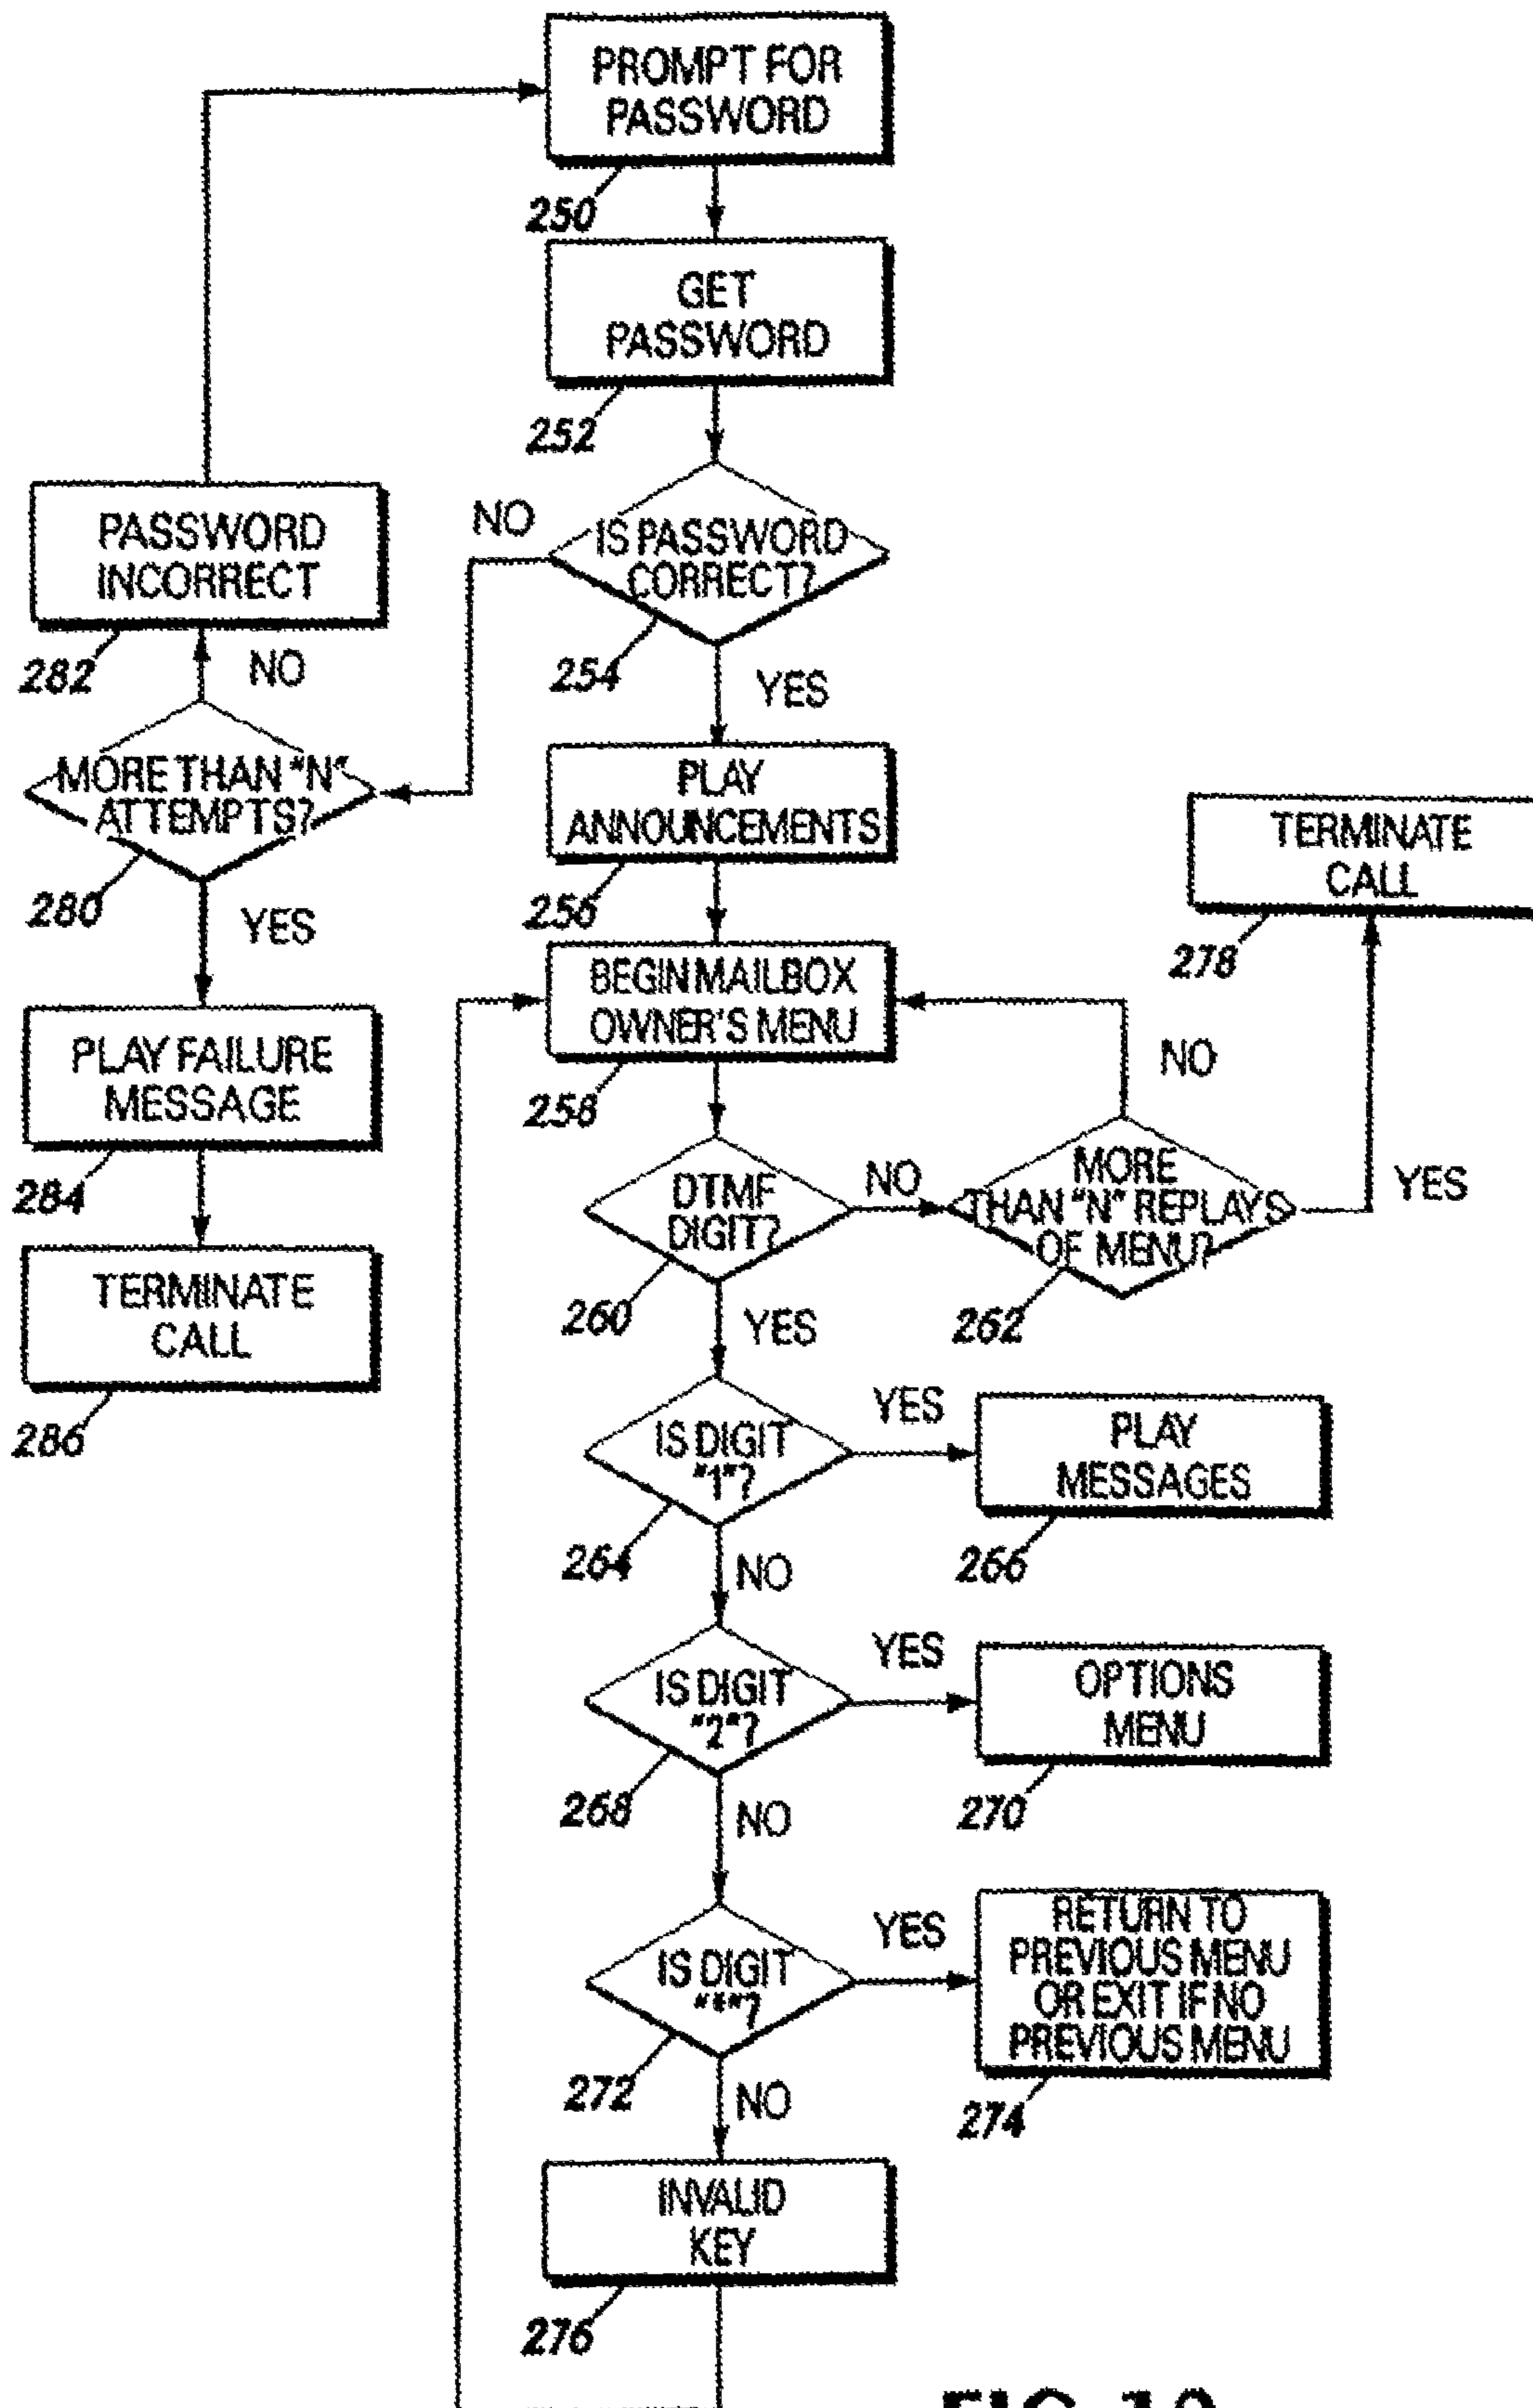 PROMPT FOR
PASSWORD
250
GET
PASSWORD
252
IS PASSWORD
CORRECT?
254
NO
YES
PASSWORD
INCORRECT
282
NO
MORE THAN "N"
ATTEMPTS?
280
YES
PLAY FAILURE
MESSAGE
284
TERMINATE
CALL
286
PLAY
ANNOUNCEMENTS
256
BEGIN MAILBOX
OWNER'S MENU
258
TERMINATE
CALL
278
NO
DTMF
DIGIT?
260
NO
MORE
THAN "N" REPLAYS
OF MENU?
262
YES
YES
IS DIGIT
"1"?
264
YES
PLAY
MESSAGES
266
NO
IS DIGIT
"2"?
268
YES
OPTIONS
MENU
270
NO
IS DIGIT
"*"?
272
YES
RETURN TO
PREVIOUS MENU
OR EXIT IF NO
PREVIOUS MENU
274
NO
INVALID
KEY
276